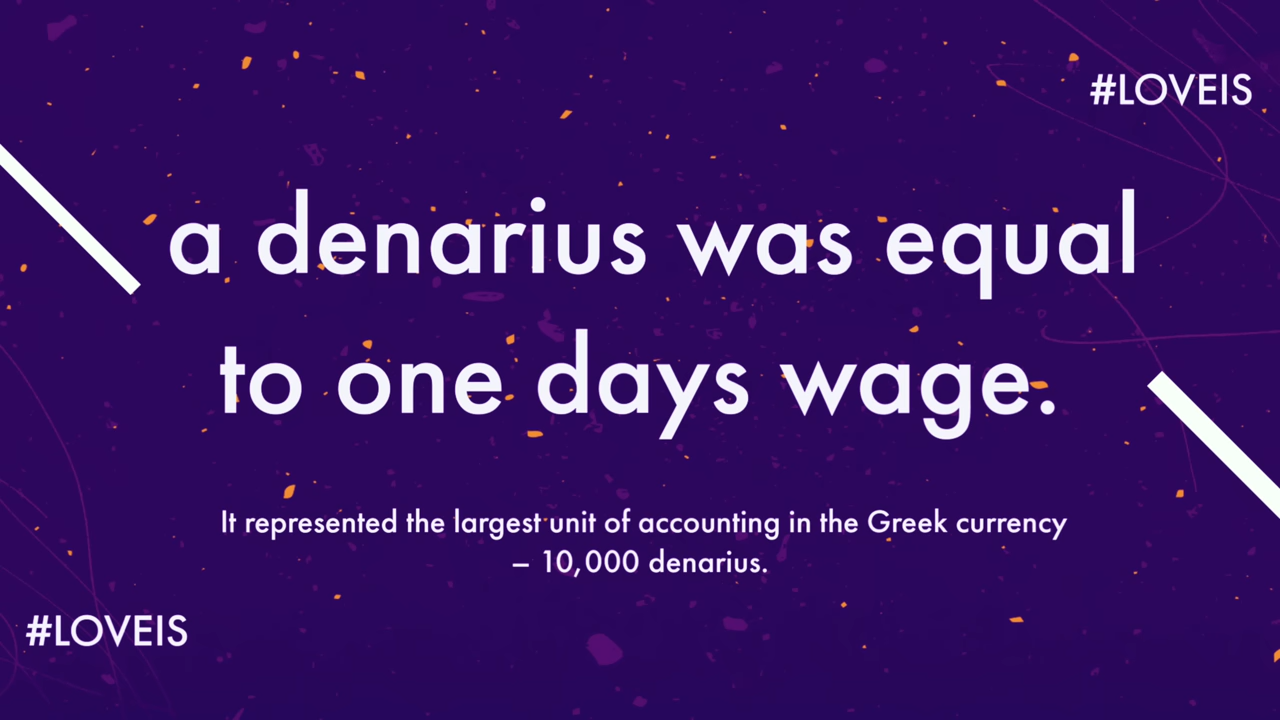 #LOVEIS
a denarius was equal
to one days wage.
It represented the largest unit of accounting in the Greek currency
– 10,000 denarius.
#LOVEIS